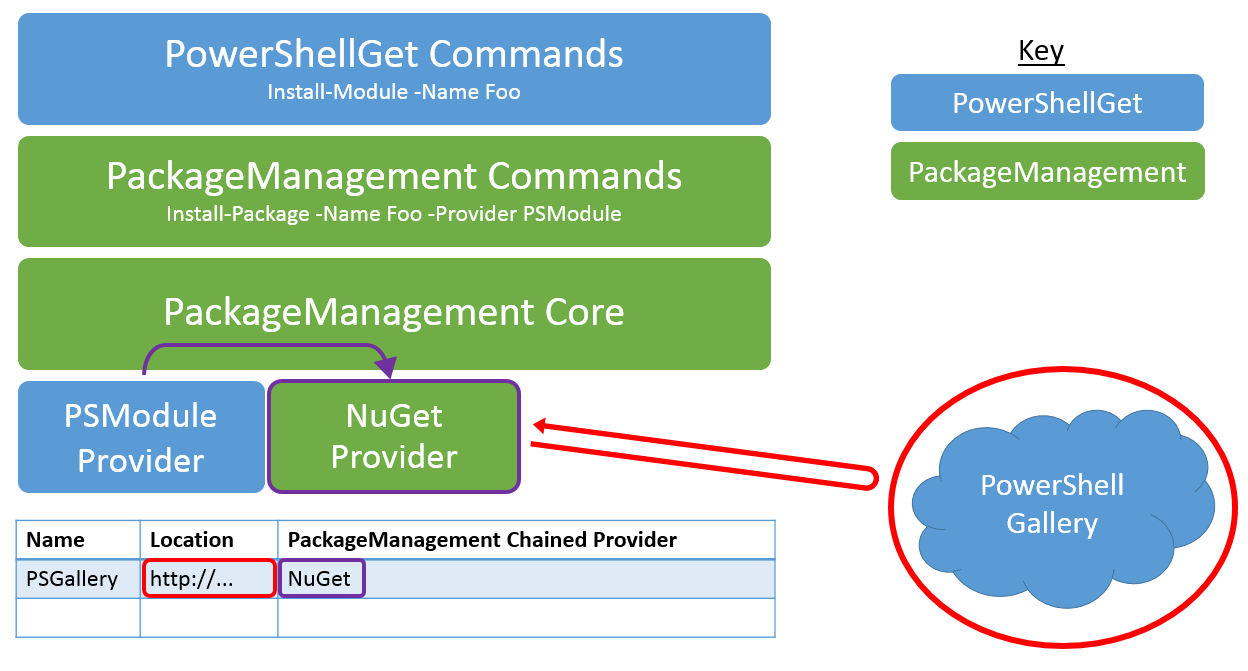 PowerShellGet Commands
Install-Module -Name Foo
PackageManagement Commands
Install-Package -Name Foo -Provider PSModule
PackageManagement Core
PSModule
Provider
NuGet
Provider
Name Location PackageManagement Chained Provider
PSGallery http://... NuGet
Key
PowerShellGet
PackageManagement
PowerShell
Gallery